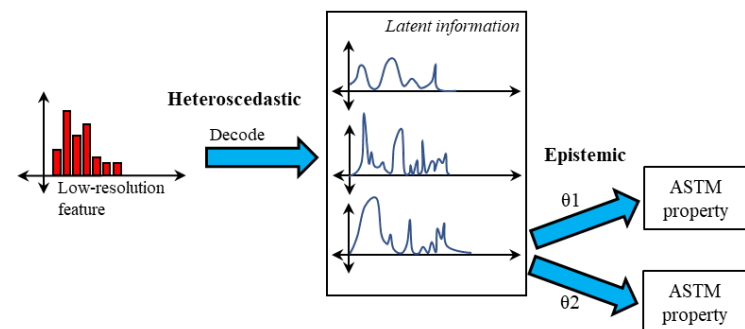 Latent information
Heteroscedastic
Decode
Low-resolution
feature
Epistemic
θ1
ASTM
property
θ2
ASTM
property